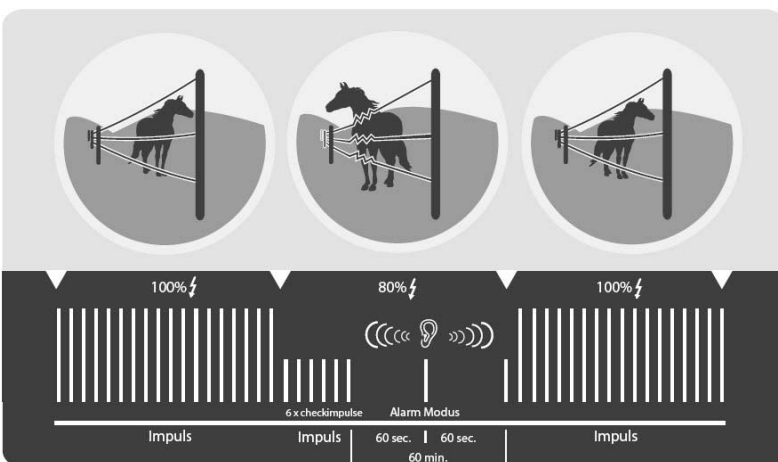 100%
80%
100%
6 x checkimpulse
Alarm Modus
Impuls
Impuls
60 sec.
60 sec.
Impuls
60 min.